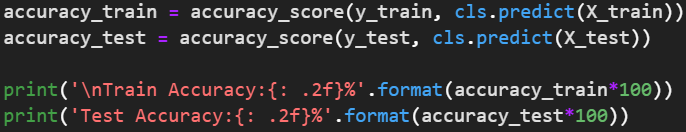 accuracy_train = accuracy_score(y_train, cls.predict(X_train))
accuracy_test = accuracy_score(y_test, cls.predict(X_test))
print('\nTrain Accuracy:{: .2f}%'.format(accuracy_train*100))
print('Test Accuracy:{: .2f}%'.format(accuracy_test*100))